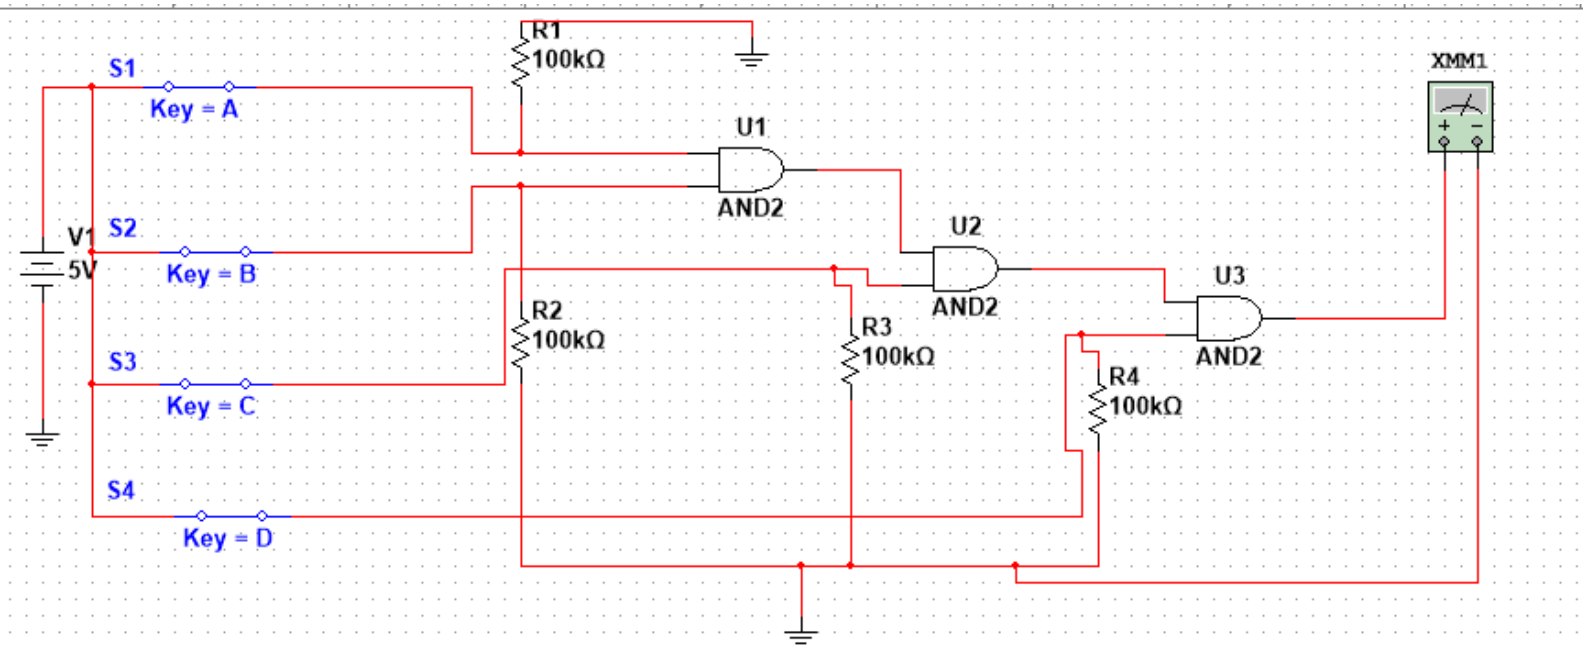 R1
100kΩ
XMM1
S1
Key = A
U1
AND2
S2
V1
5V
Key = B
U2
AND2
U3
AND2
R2
100kΩ
R3
100kΩ
S3
Key = C
R4
100kΩ
S4
Key = D
+ −